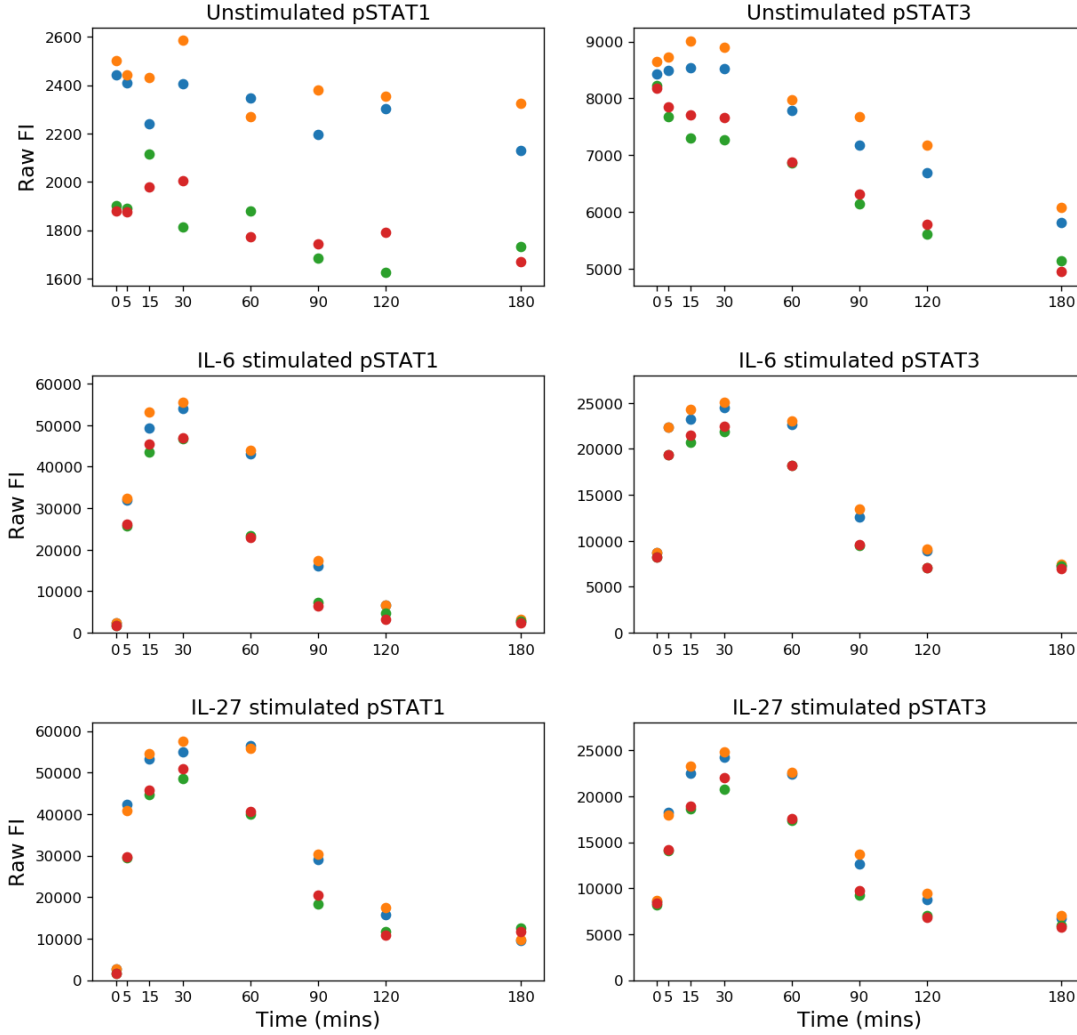 Unstimulated pSTAT1
Unstimulated pSTAT3
Raw FI
2600
2400
2200
2000
1800
1600
0 5 15 30 60 90 120 180
9000
8000
7000
6000
5000
0 5 15 30 60 90 120 180
IL-6 stimulated pSTAT1
IL-6 stimulated pSTAT3
Raw FI
60000
50000
40000
30000
20000
10000
0
0 5 15 30 60 90 120 180
25000
20000
15000
10000
5000
0
0 5 15 30 60 90 120 180
IL-27 stimulated pSTAT1
IL-27 stimulated pSTAT3
Raw FI
60000
50000
40000
30000
20000
10000
0
0 5 15 30 60 90 120 180
Time (mins)
25000
20000
15000
10000
5000
0
0 5 15 30 60 90 120 180
Time (mins)